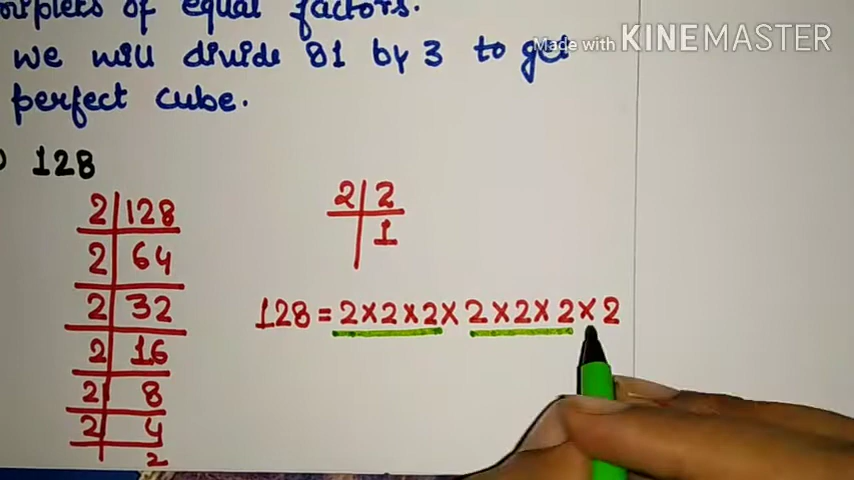 of equal factors.
Made with KINEMASTER
we will divide 81 by 3 to get
perfect cube.
128
2 128
2 64
2 32
2 16
2 8
2 4
2
2 2
1
128 = 2×2×2× 2×2×2×2